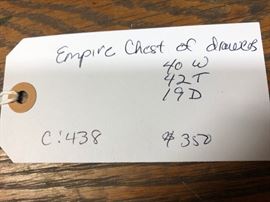 Empire Chest of drawers
40 W
42 T
19 D
C:438 $350